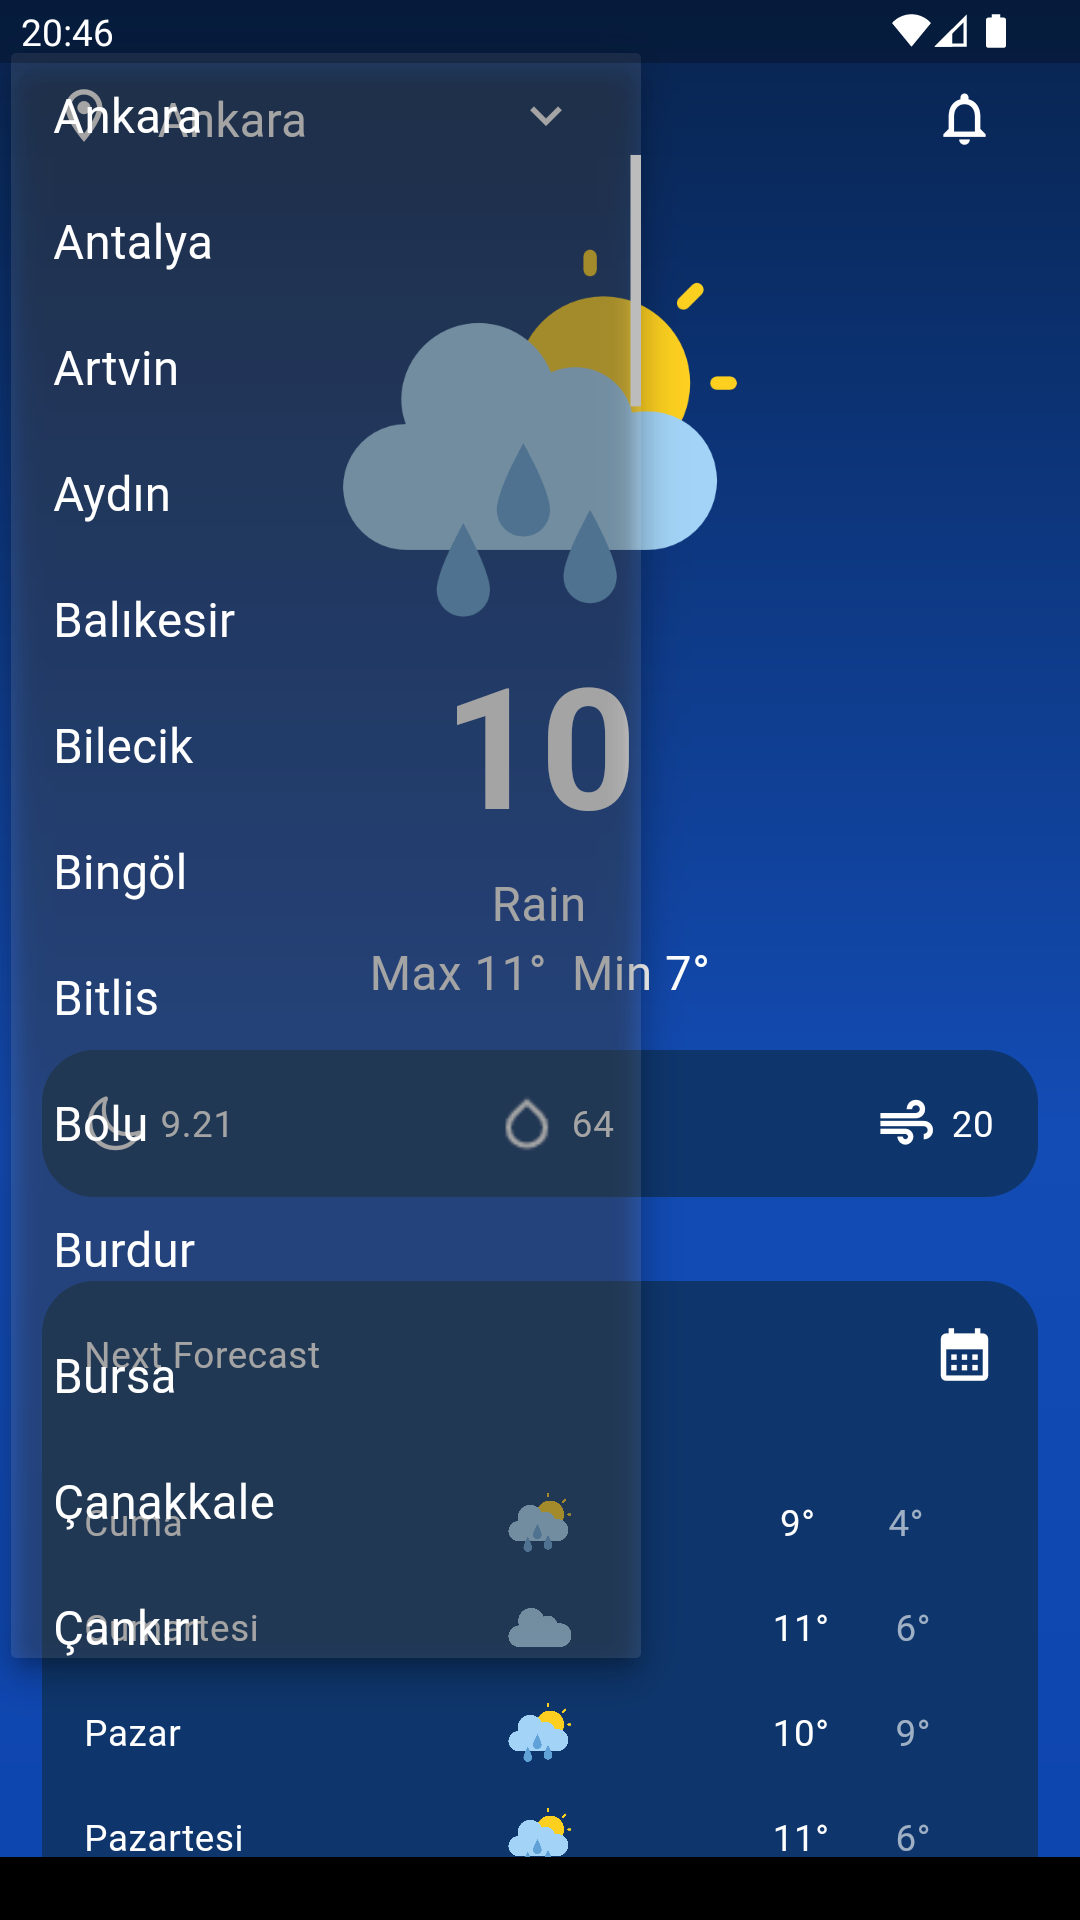 20:46
Ankara
Ankara
Antalya
Artvin
Aydın
Balıkesir
Bilecik
10
Bingöl
Rain
Max 11° Min 7°
Bitlis
Bolu
9.21
64
20
Burdur
Next Forecast
Bursa
Çanakkale
Cuma
9°
4°
Çankırı
Cumartesi
11°
6°
Pazar
10°
9°
Pazartesi
11°
6°